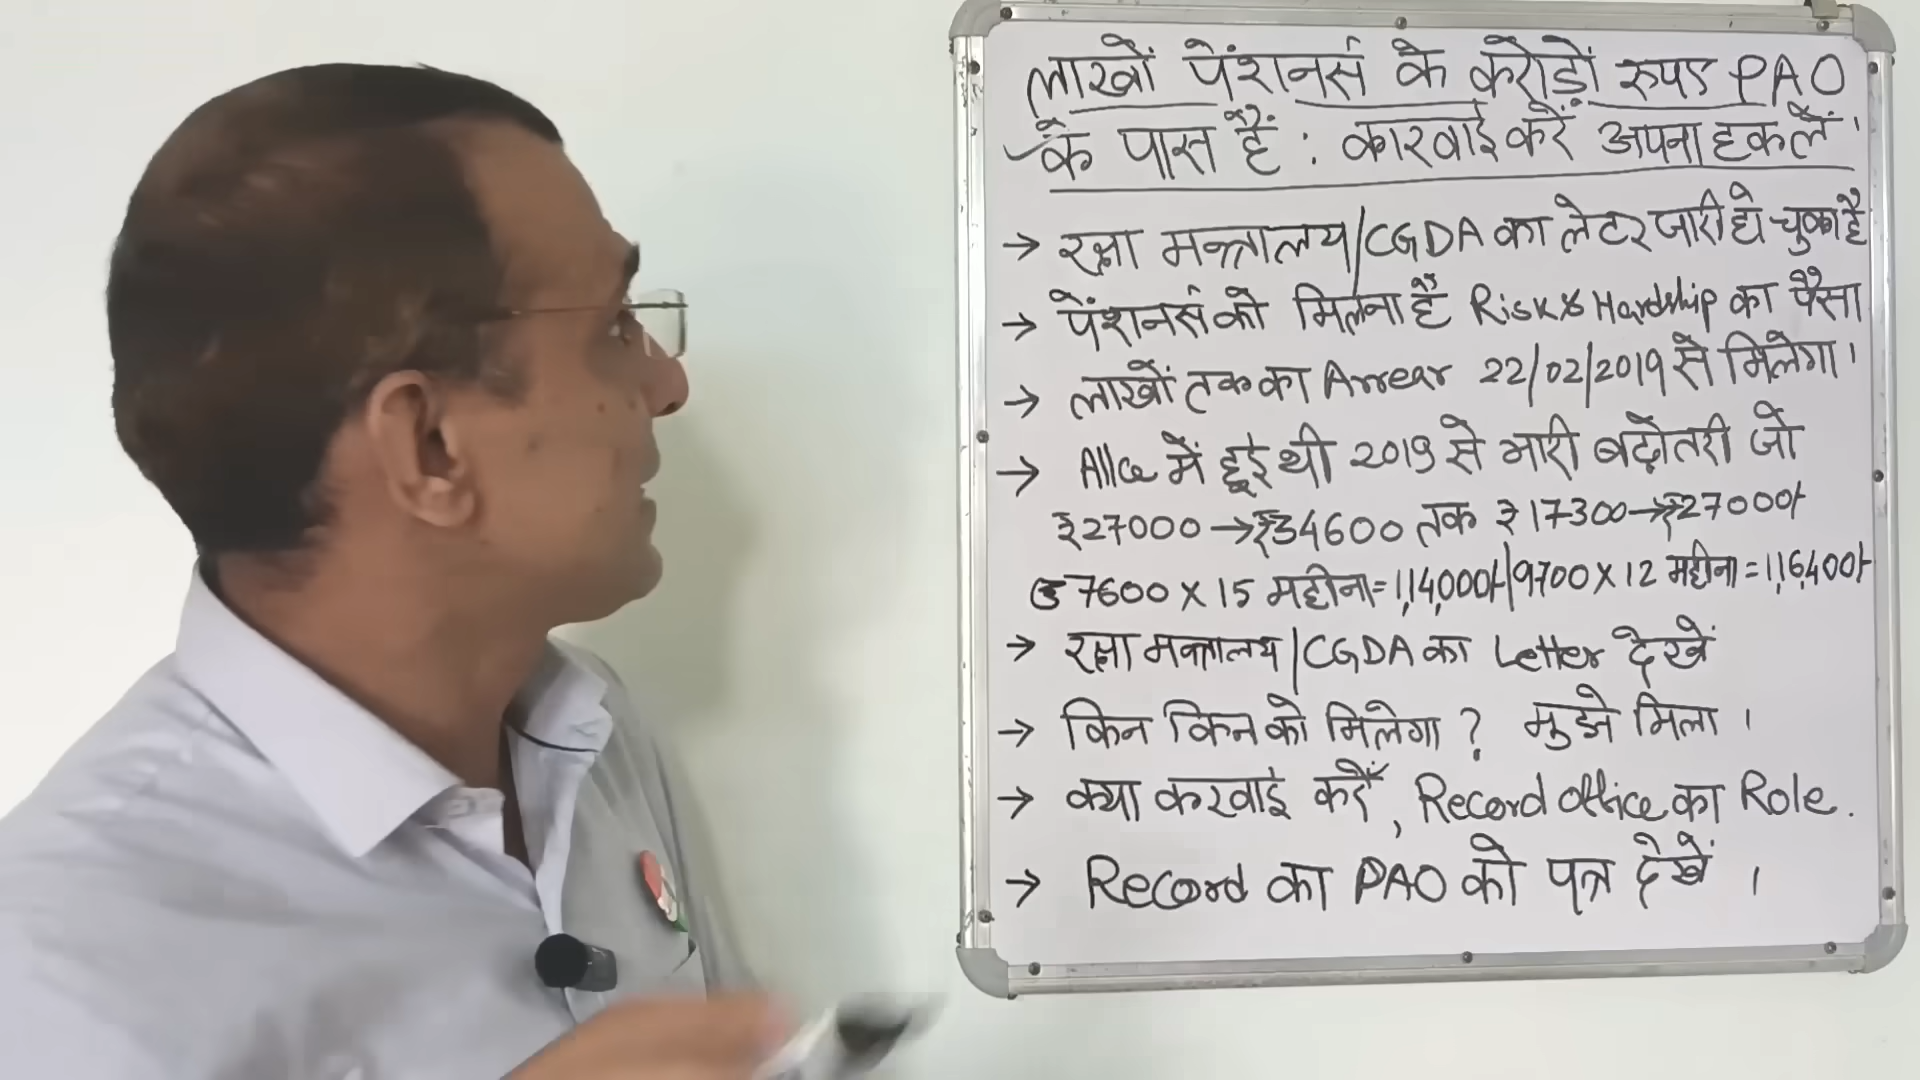 लाखों पेंशनर्स के करोड़ों रुपए PAO
के पास हैं : कारवाई करें अपना हक लें।
→ रक्षा मन्त्रालय/CGDA का लेटर जारी हो चुका है
→ पेंशनर्स को मिलना है Risk & Hardship का पैसा
→ लाखों तक का Arrear 22/02/2019 से मिलेगा।
→ Allce में हुई थी 2019 से भारी बढ़ोतरी जो
₹27000→₹34600 तक ₹17300→₹27000/-
7600 X 15 महीना=1,14,000/-|9700 X 12 महीना=1,16,400/-
→ रक्षा मन्त्रालय/CGDA का Letter देखें
→ किन किन को मिलेगा? मुझे मिला।
→ क्या करवाई करें, Record office का Role.
→ Record का PAO को पत्र देखें।